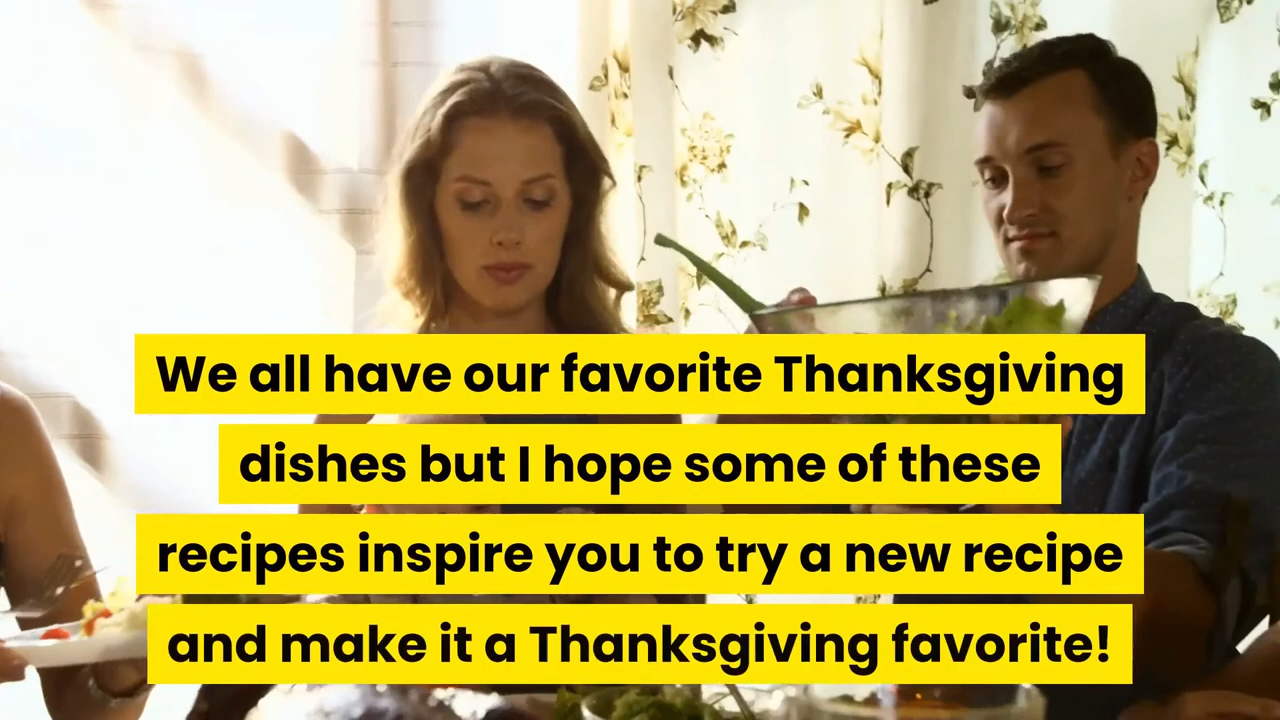 We all have our favorite Thanksgiving
dishes but I hope some of these
recipes inspire you to try a new recipe
and make it a Thanksgiving favorite!